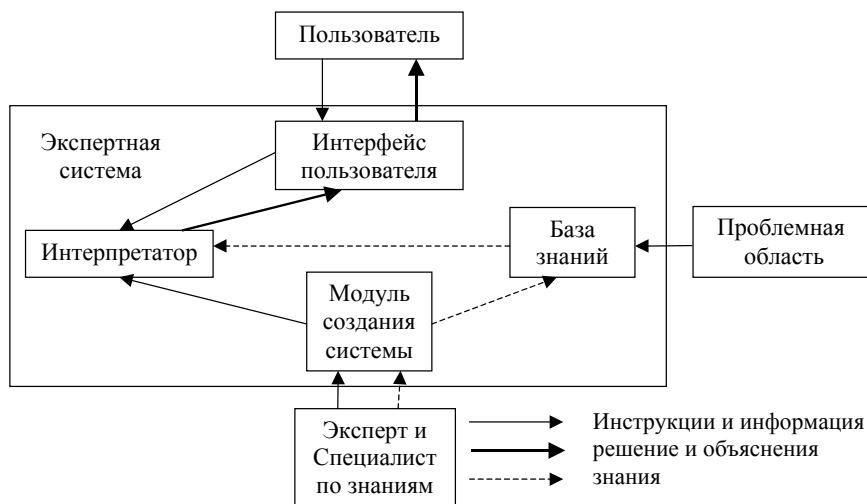 Пользователь
Экспертная
система
Интерфейс
пользователя
Интерпретатор
База
знаний
Проблемная
область
Модуль
создания
системы
Эксперт и
Специалист
по знаниям
Инструкции и информация
решение и объяснения
знания